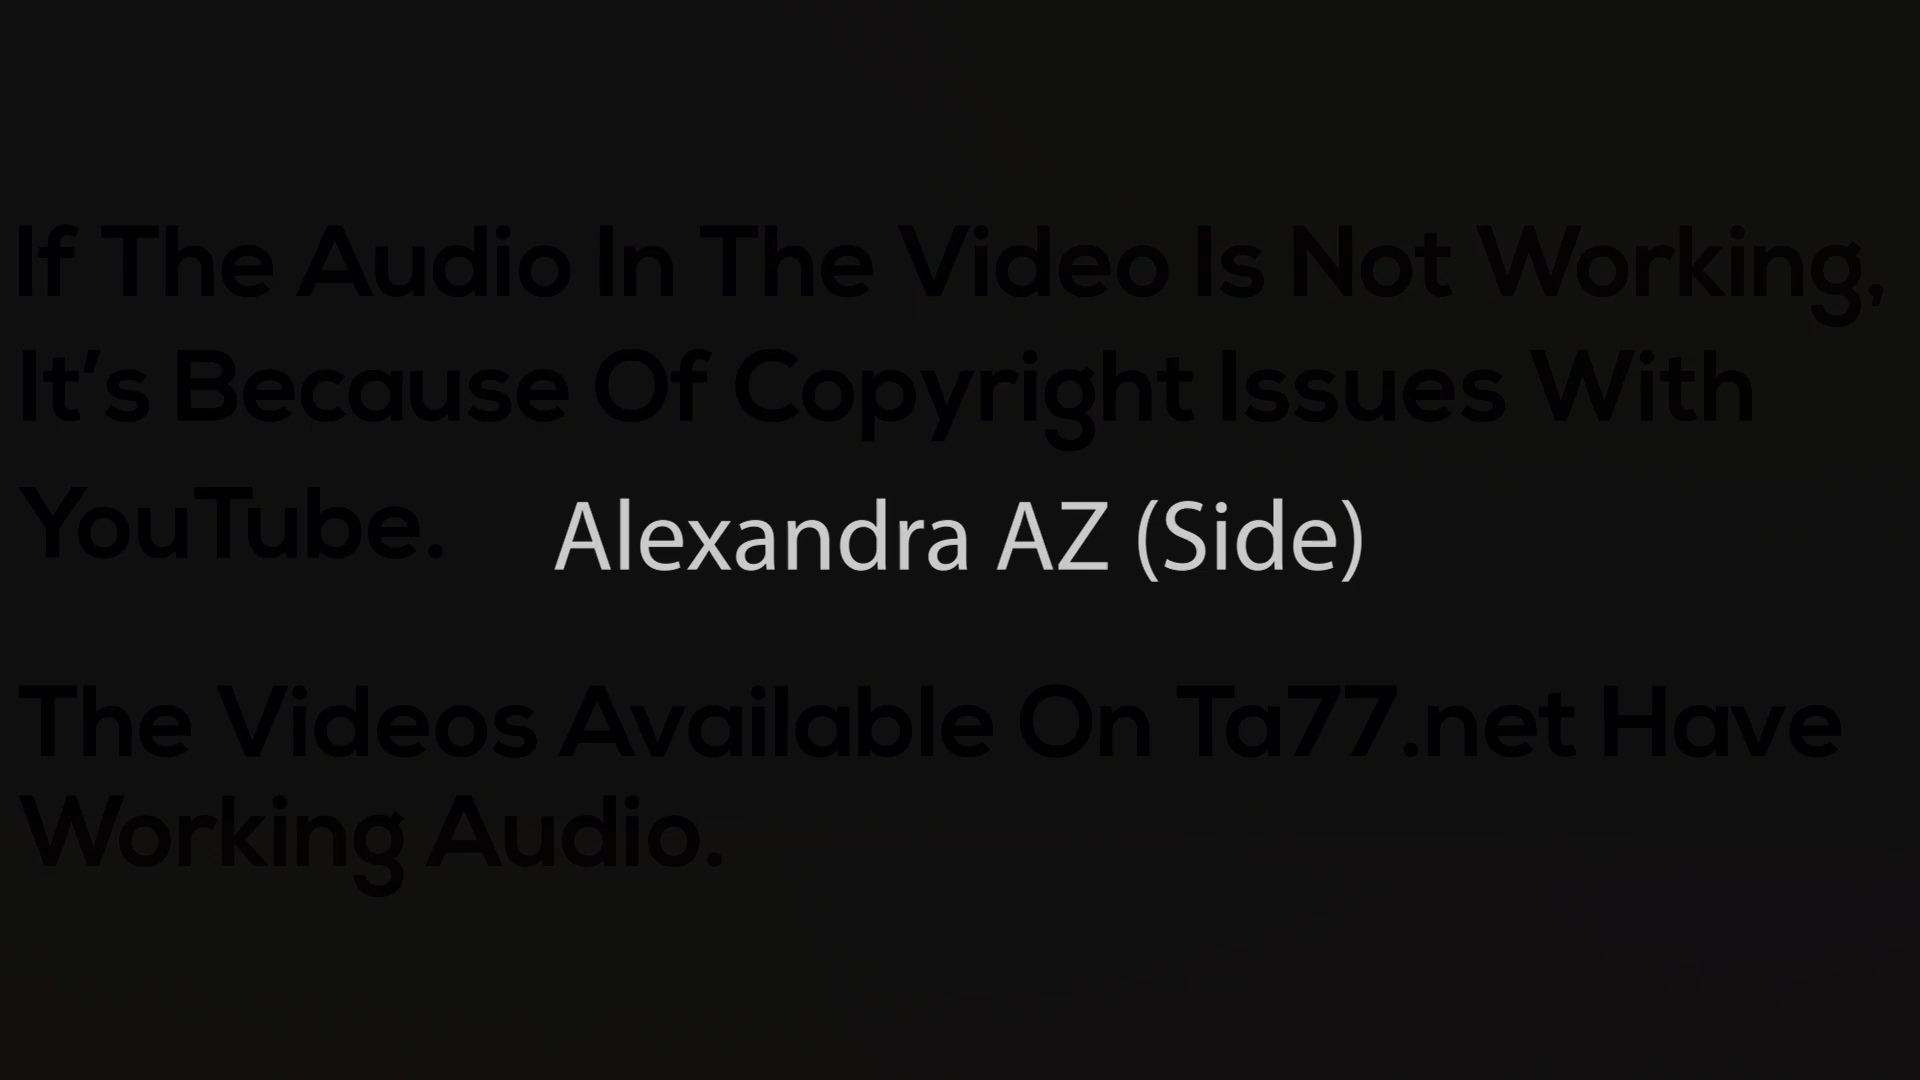 If The Audio In The Video Is Not Working,
It's Because Of Copyright Issues With
YouTube.
Alexandra AZ (Side)
The Videos Available On Ta77.net Have
Working Audio.